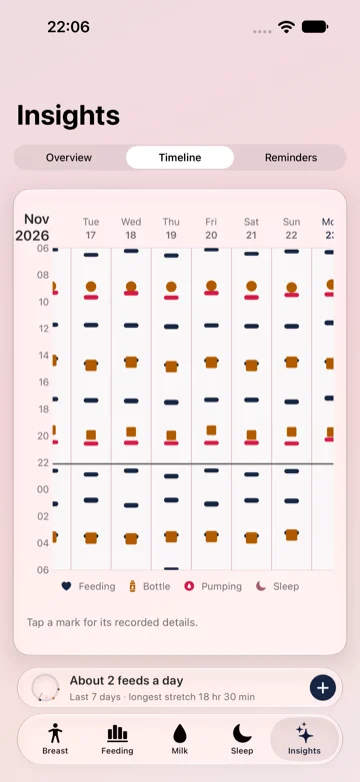 22:06
Insights
Overview Timeline Reminders
Nov 2026
Tue 17 Wed 18 Thu 19 Fri 20 Sat 21 Sun 22
06
08
10
12
14
16
18
20
22
00
02
04
06
Feeding Bottle Pumping Sleep
Tap a mark for its recorded details.
About 2 feeds a day
Last 7 days · longest stretch 18 hr 30 min
Breast Feeding Milk Sleep Insights